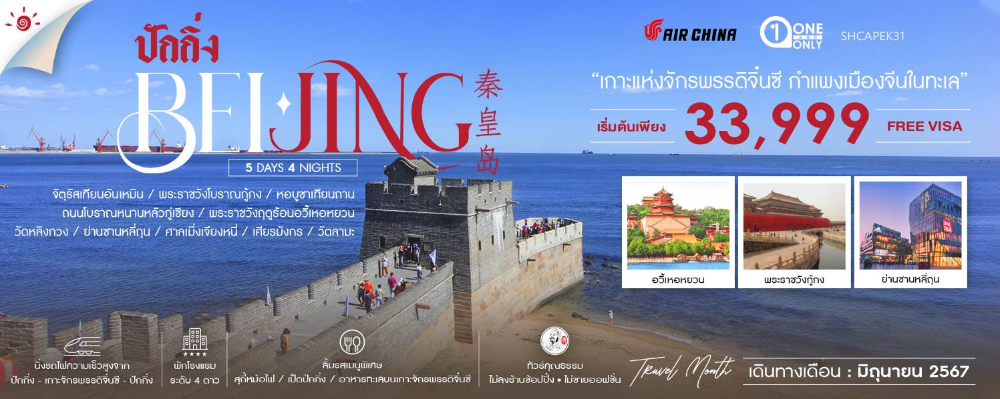 ปักกิ่ง
BEIJING
秦皇岛
5 DAYS 4 NIGHTS
จัตุรัสเทียนอันเหมิน / พระราชวังโบราณกู้กง / หอบูชาเทียนถาน
ถนนโบราณหนานหลัวกู่เซียง / พระราชวังฤดูร้อนอวี้เหอหยวน
วัดหลิงกวง / ย่านซานหลี่ถุน / ศาลเมิ่งเจียงหนี่ / เศียรมังกร / วัดลามะ
AIR CHINA
1 ONE AND ONLY
SHCAPEK31
“เกาะแห่งจักรพรรดิจิ๋นซี กำแพงเมืองจีนในทะเล”
เริ่มต้นเพียง 33,999 FREE VISA
อวี้เหอหยวน
พระราชวังกู้กง
UNI QLO
ย่านซานหลี่ถุน
นั่งรถไฟความเร็วสูงจาก
ปักกิ่ง - เกาะจักรพรรดิจิ๋นซี - ปักกิ่ง
พักโรงแรม
ระดับ 4 ดาว
ลิ้มรสเมนูพิเศษ
สุกี้หม้อไฟ / เป็ดปักกิ่ง / อาหารทะเลบนเกาะจักรพรรดิจิ๋นซี
ทัวร์คุณธรรม
ไม่ลงร้านช้อปปิ้ง • ไม่ขายออฟชั่น
Travel Month
เดินทางเดือน : มิถุนายน 2567